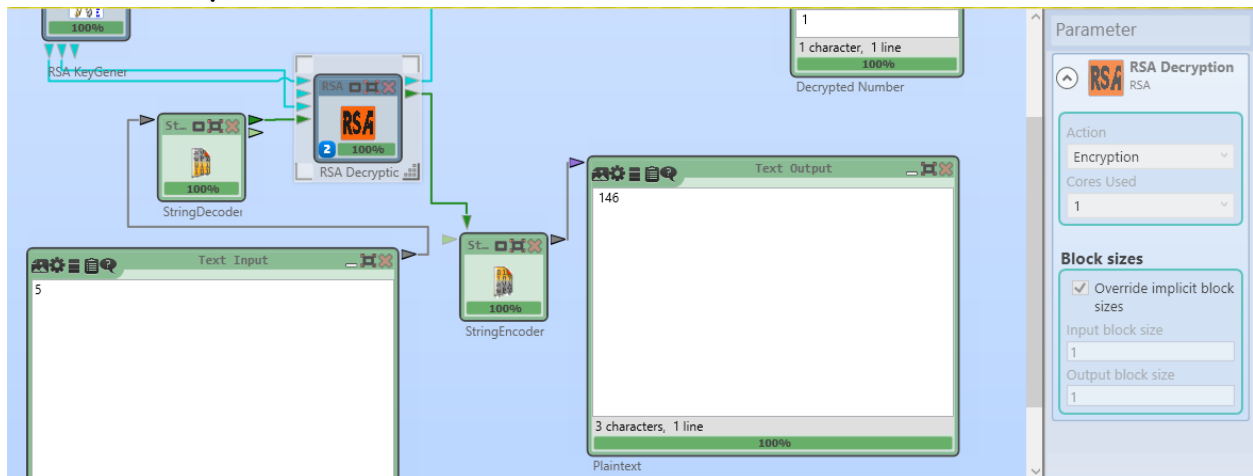 100%
RSA KeyGener
1
1 character, 1 line
100%
Decrypted Number
RSA
RSA
2 100%
RSA Decryptic
St...
100%
StringDecoder
Text Input
5
St...
100%
StringEncoder
Text Output
146
3 characters, 1 line
100%
Plaintext
Parameter
RSA
RSA Decryption
RSA
Action
Encryption
Cores Used
1
Block sizes
Override implicit block
sizes
Input block size
1
Output block size
1